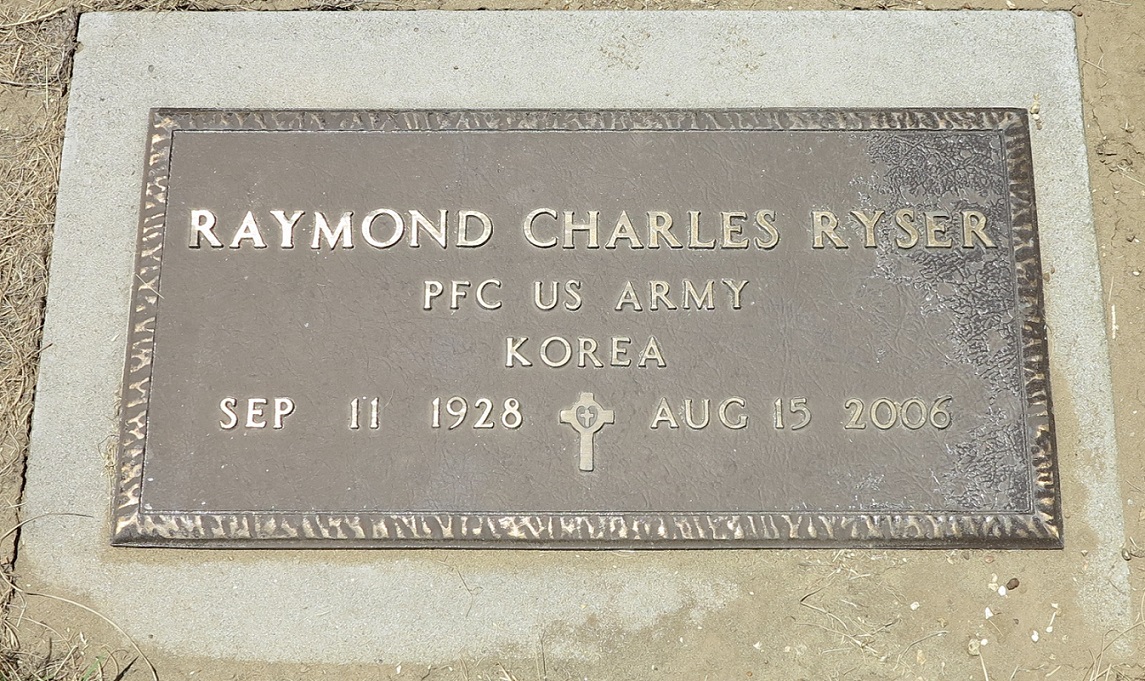 RAYMOND CHARLES RYSER
PFC US ARMY
KOREA
SEP 11 1928 AUG 15 2006